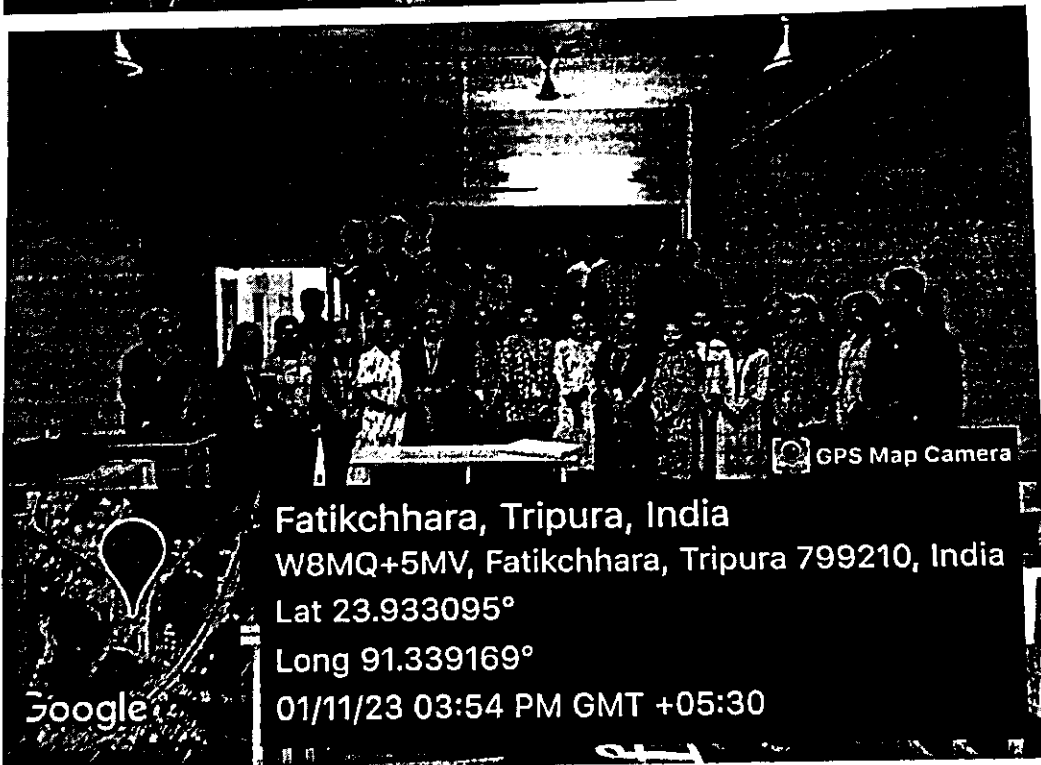 GPS Map Camera
Fatikchhara, Tripura, India
W8MQ+5MV, Fatikchhara, Tripura 799210, India
Lat 23.933095°
Long 91.339169°
01/11/23 03:54 PM GMT +05:30
Google